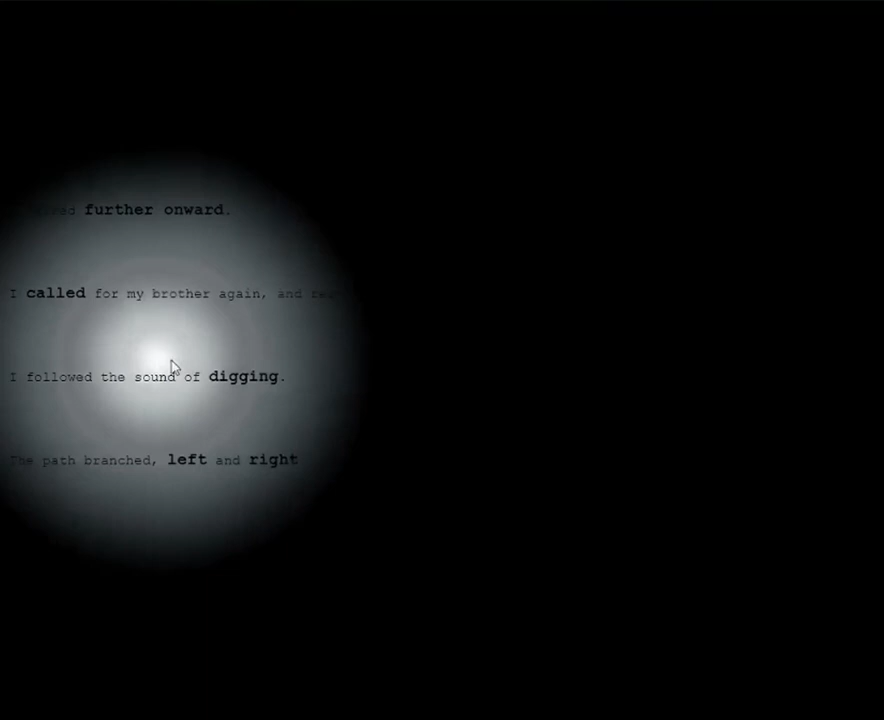 further onward.
I called for my brother again, and
I followed the sound of digging.
The path branched, left and right